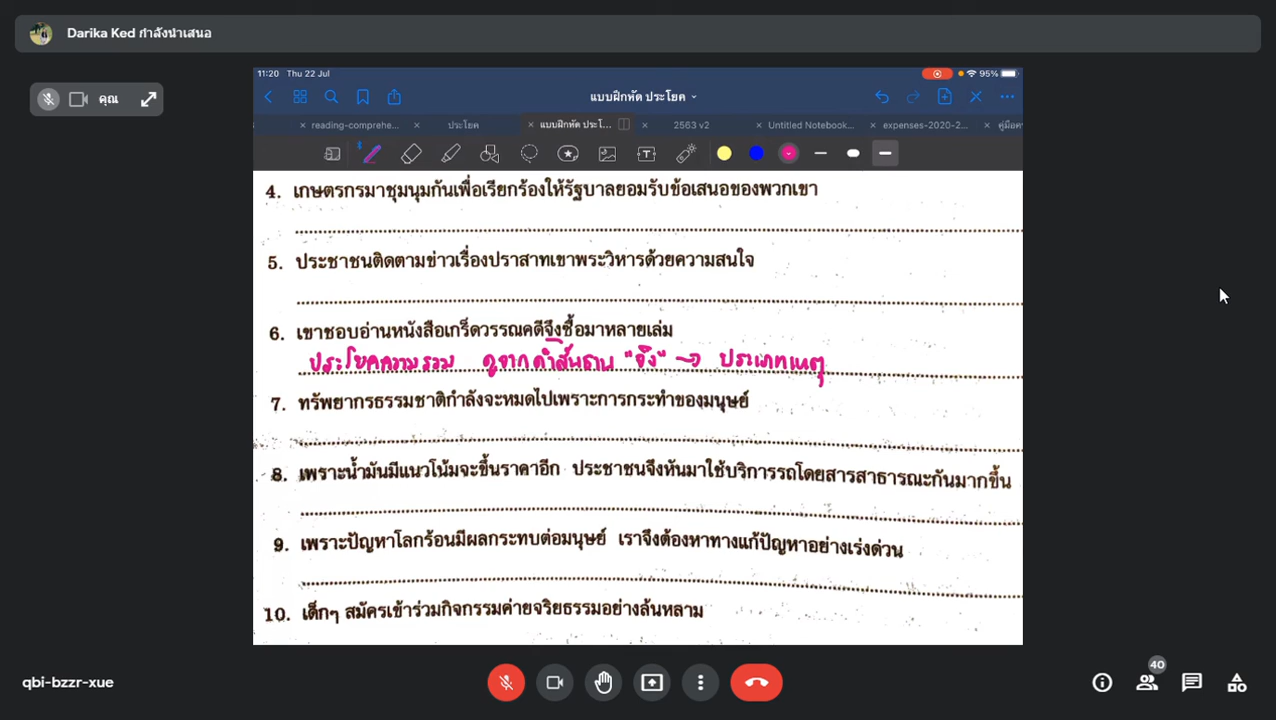 Darika Ked กำลังนำเสนอ
11:20 Thu 22 Jul
95%
คุณ
แบบฝึกหัด ประโยค
reading-comprehe...
ประโยค
แบบฝึกหัด ประโ...
2563 v2
Untitled Notebook...
expenses-2020-2...
คู่มือคร
4. เกษตรกรมาชุมนุมกันเพื่อเรียกร้องให้รัฐบาลยอมรับข้อเสนอของพวกเขา
5. ประชาชนติดตามข่าวเรื่องปราสาทเขาพระวิหารด้วยความสนใจ
6. เขาชอบอ่านหนังสือเกร็ดวรรณคดีจึงซื้อมาหลายเล่ม
ประโยคความรวม ดูจากคำสันธาน "จึง" → ประเภทเหตุ
7. ทรัพยากรธรรมชาติกำลังจะหมดไปเพราะการกระทำของมนุษย์
8. เพราะน้ำมันมีแนวโน้มจะขึ้นราคาอีก ประชาชนจึงหันมาใช้บริการรถโดยสารสาธารณะกันมากขึ้น
9. เพราะปัญหาโลกร้อนมีผลกระทบต่อมนุษย์ เราจึงต้องหาทางแก้ปัญหาอย่างเร่งด่วน
10. เด็กๆ สมัครเข้าร่วมกิจกรรมค่ายจริยธรรมอย่างล้นหลาม
qbi-bzzr-xue
40